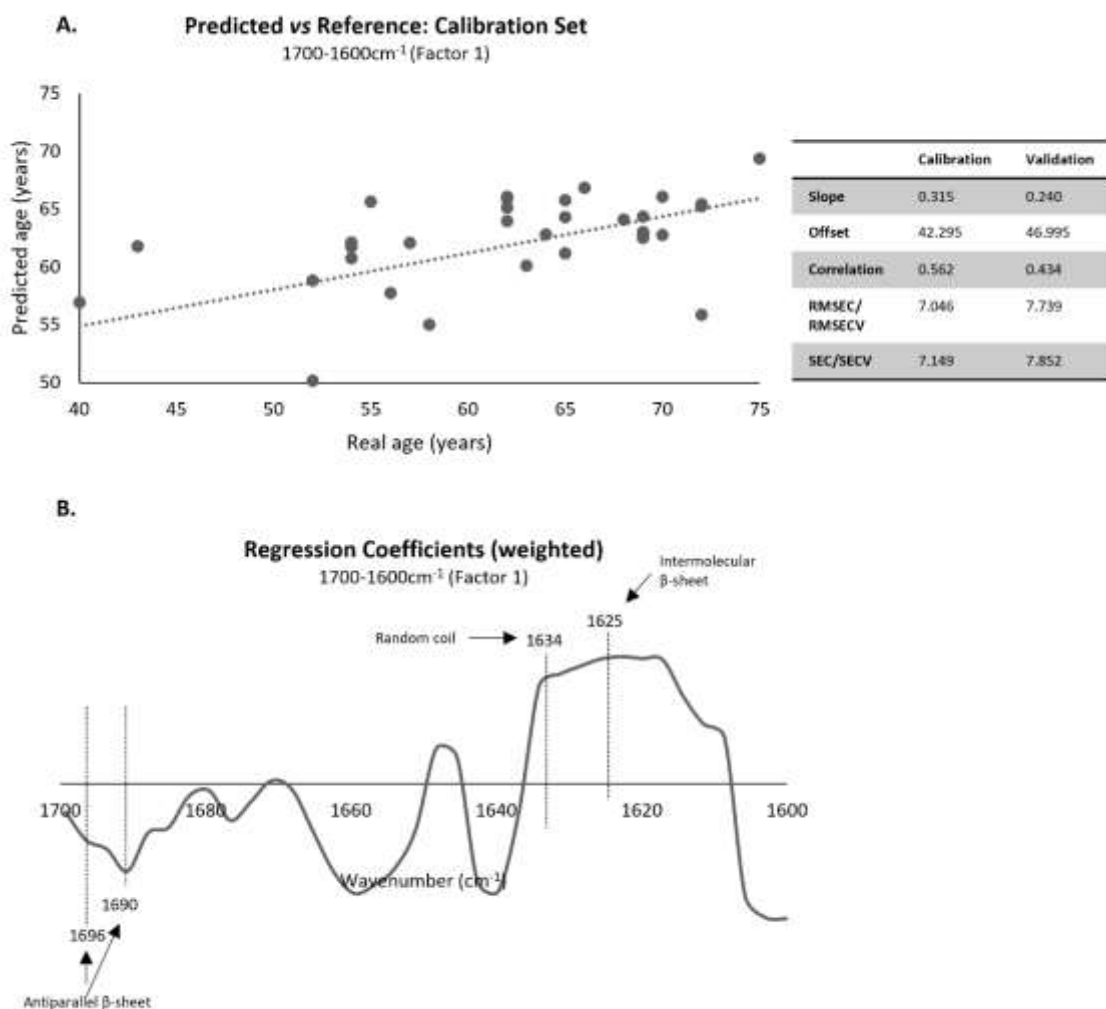 A.
Predicted vs Reference: Calibration Set
1700-1600cm⁻¹ (Factor 1)
75
70
65
60
55
50
Predicted age (years)
40 45 50 55 60 65 70 75
Real age (years)
Calibration Validation
Slope 0.315 0.240
Offset 42.295 46.995
Correlation 0.562 0.434
RMSEC/ 7.046 7.739
RMSECV
SEC/SECV 7.149 7.852
B.
Regression Coefficients (weighted)
1700-1600cm⁻¹ (Factor 1)
Intermolecular
β-sheet
1625
Random coil 1634
1700 1680 1660 1640 1620 1600
Wavenumber (cm⁻¹)
1690
1696
Antiparallel β-sheet